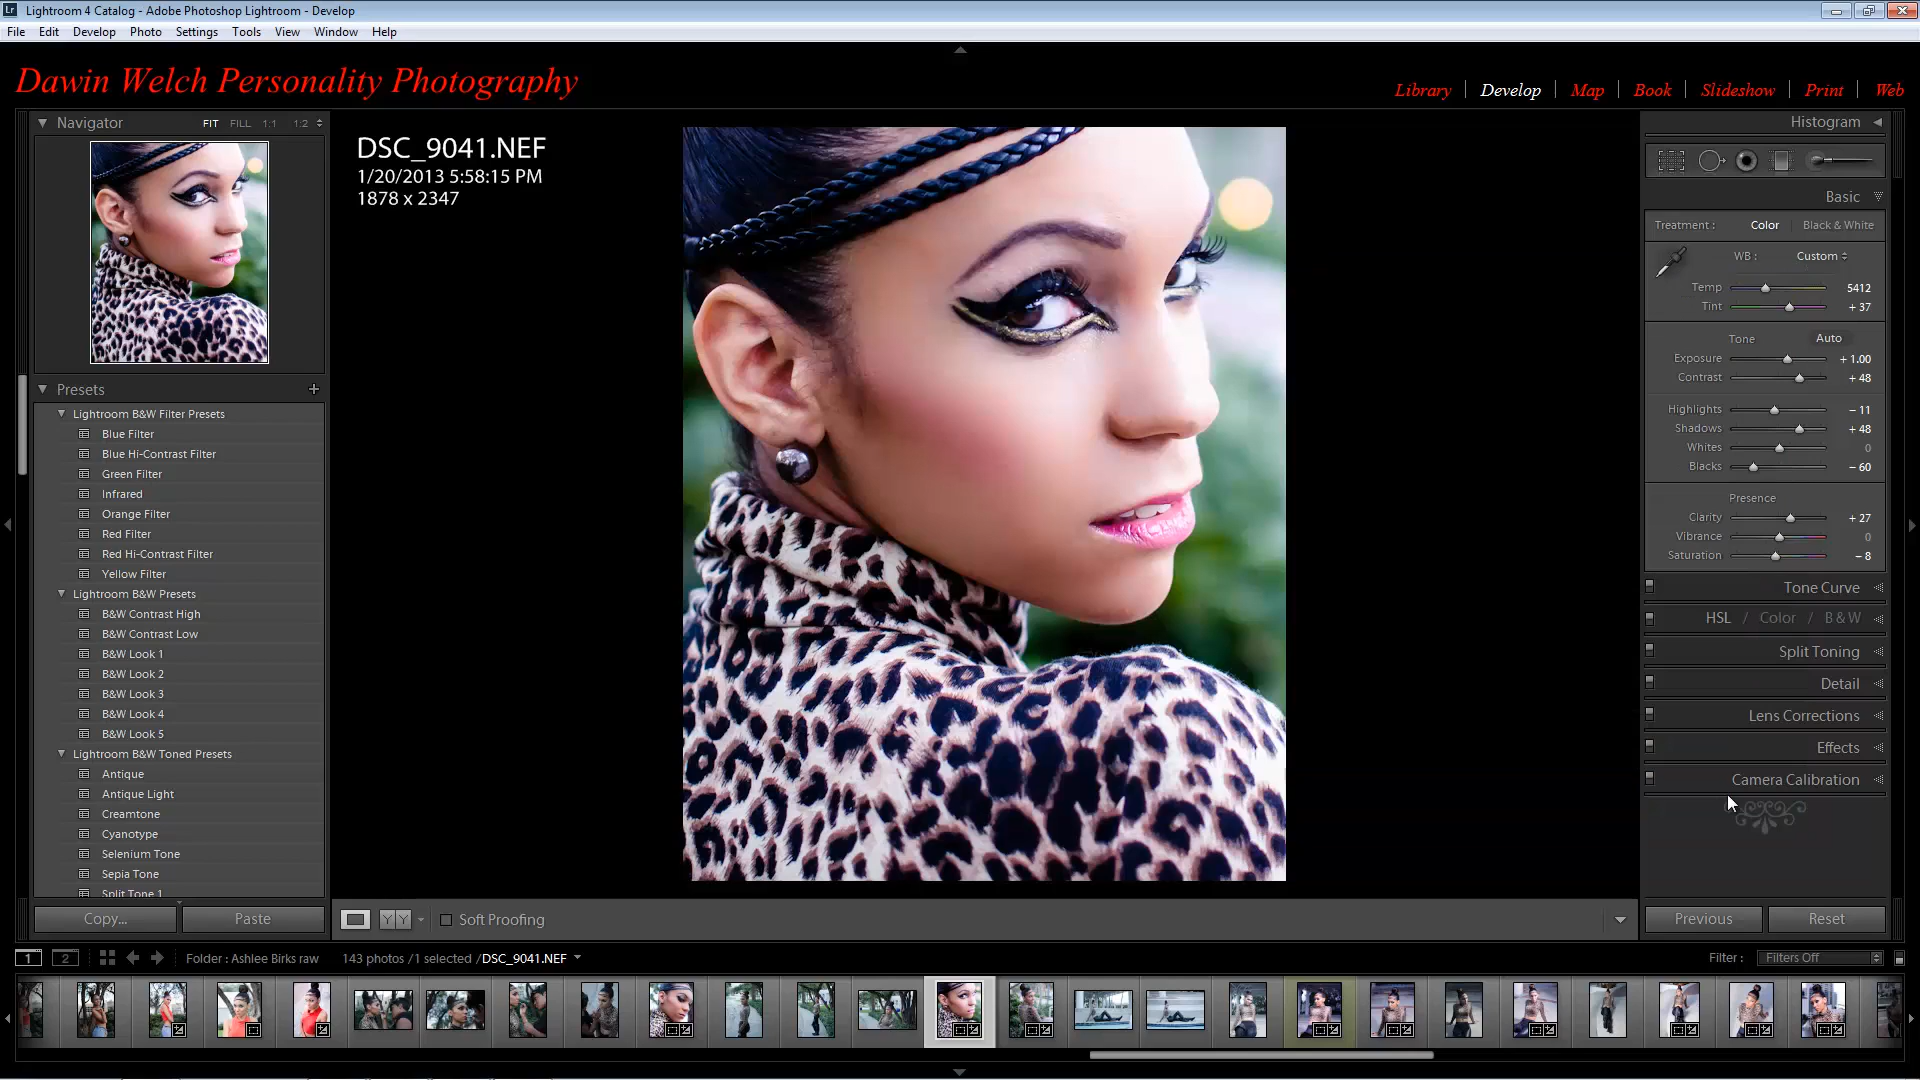 Lightroom 4 Catalog - Adobe Photoshop Lightroom - Develop
File Edit Develop Photo Settings Tools View Window Help
Dawin Welch Personality Photography
Library Develop Map Book Slideshow Print Web
Navigator FIT FILL 1:1 1:2
Presets +
Lightroom B&W Filter Presets
Blue Filter
Blue Hi-Contrast Filter
Green Filter
Infrared
Orange Filter
Red Filter
Red Hi-Contrast Filter
Yellow Filter
Lightroom B&W Presets
B&W Contrast High
B&W Contrast Low
B&W Look 1
B&W Look 2
B&W Look 3
B&W Look 4
B&W Look 5
Lightroom B&W Toned Presets
Antique
Antique Light
Creamtone
Cyanotype
Selenium Tone
Sepia Tone
Split Tone 1
Copy... Paste
DSC_9041.NEF
1/20/2013 5:58:15 PM
1878 x 2347
Y Y Soft Proofing
Histogram
Basic
Treatment : Color Black & White
WB : Custom
Temp 5412
Tint + 37
Tone Auto
Exposure + 1.00
Contrast + 48
Highlights − 11
Shadows + 48
Whites 0
Blacks − 60
Presence
Clarity + 27
Vibrance 0
Saturation − 8
Tone Curve
HSL / Color / B & W
Split Toning
Detail
Lens Corrections
Effects
Camera Calibration
Previous Reset
1 2 Folder : Ashlee Birks raw 143 photos /1 selected /DSC_9041.NEF Filter : Filters Off